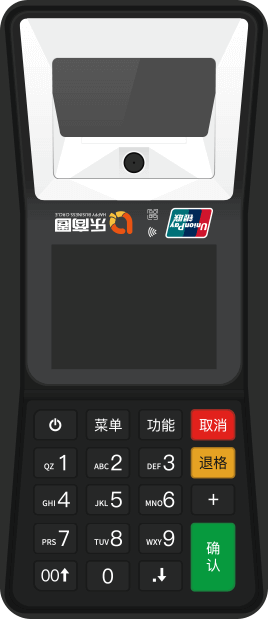 乐商圈
HAPPY BUSINESS CIRCLE
UnionPay
银联
菜单 功能 取消
QZ 1 ABC 2 DEF 3 退格
GHI 4 JKL 5 MNO 6 +
PRS 7 TUV 8 WXY 9 确认
00 0 .